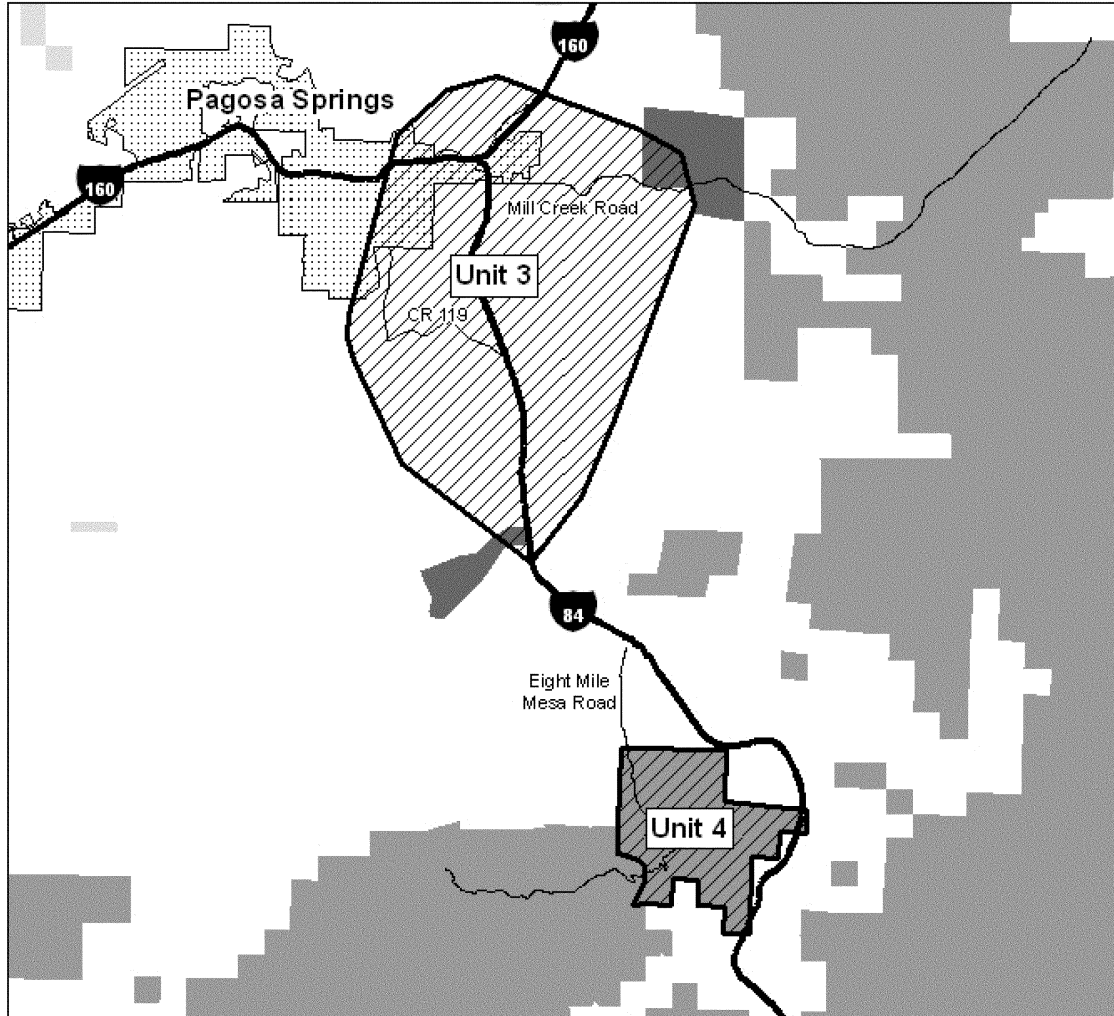 160
Pagosa Springs
160
Mill Creek Road
Unit 3
CR 119
84
Eight Mile
Mesa Road
Unit 4